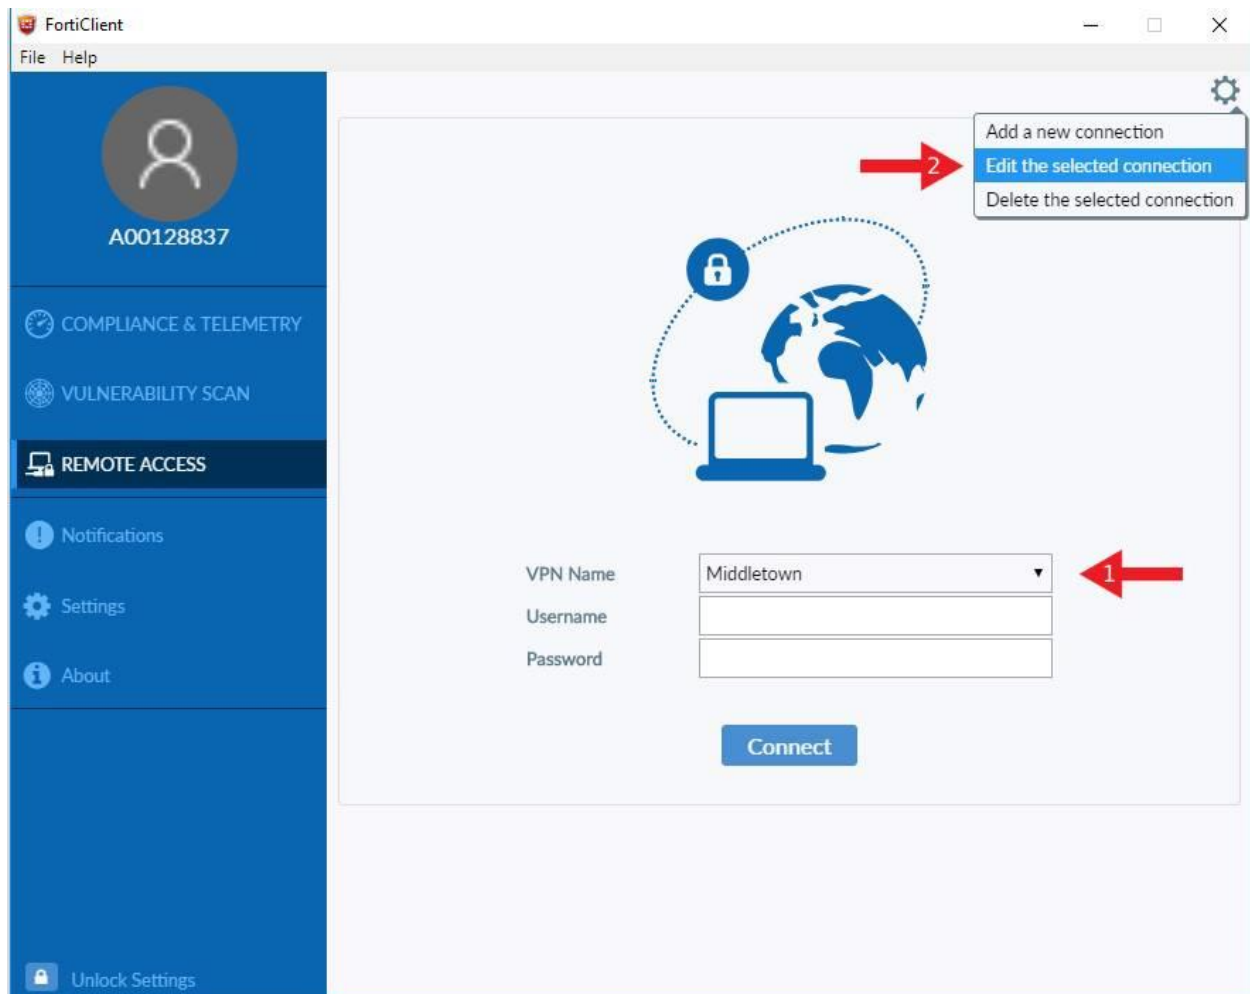 FortiClient
File Help
A00128837
COMPLIANCE & TELEMETRY
VULNERABILITY SCAN
REMOTE ACCESS
Notifications
Settings
About
Unlock Settings
Add a new connection
2
Edit the selected connection
Delete the selected connection
VPN Name
Middletown
1
Username
Password
Connect